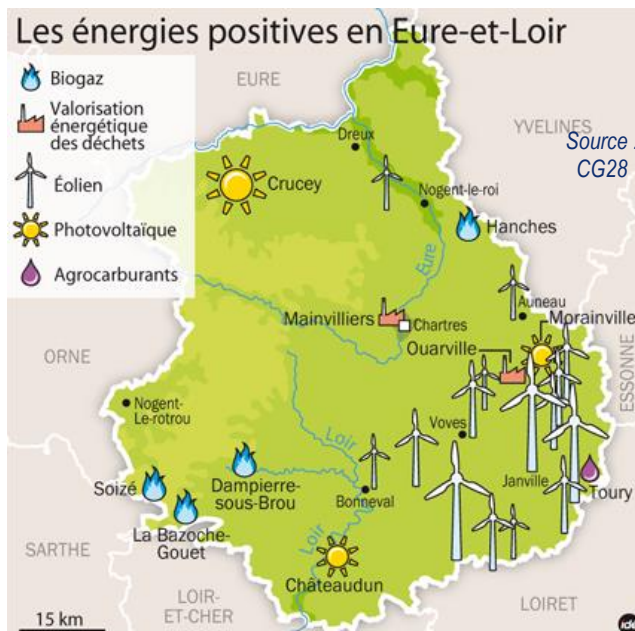 Les énergies positives en Eure-et-Loir
Biogaz
Valorisation
énergétique
des déchets
Éolien
Photovoltaïque
Agrocarburants
EURE
YVELINES
Source :
CG28
Dreux
Crucey
Nogent-le-roi
Hanches
Eure
Auneau
Mainvilliers
Chartres
Morainville
Ouarville
ORNE
ESSONNE
Nogent-
Le-rotrou
Voves
Loir
Janville
Soizé
Dampierre-
sous-Brou
Bonneval
Toury
La Bazoche-
Gouet
Loir
SARTHE
Châteaudun
LOIR-
ET-CHER
LOIRET
15 km
ide